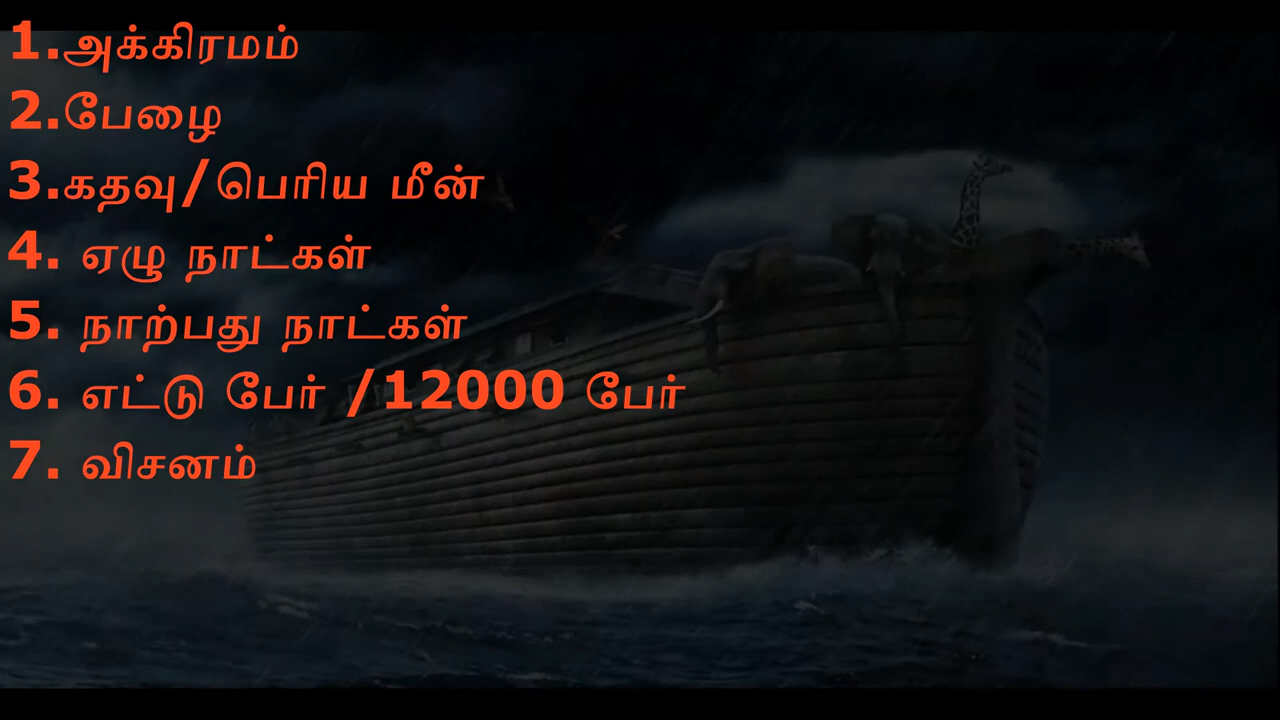 1.அக்கிரமம்
2.பேழை
3.கதவு/பெரிய மீன்
4. ஏழு நாட்கள்
5. நாற்பது நாட்கள்
6. எட்டு பேர் /12000 பேர்
7. விசனம்